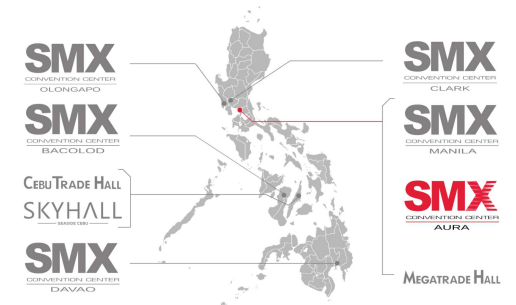 SMX
CONVENTION CENTER
OLONGAPO
SMX
CONVENTION CENTER
BACOLOD
CEBU TRADE HALL
SKYHALL
SEASIDE CEBU
SMX
CONVENTION CENTER
DAVAO
SMX
CONVENTION CENTER
CLARK
SMX
CONVENTION CENTER
MANILA
SMX
CONVENTION CENTER
AURA
MEGATRADE HALL